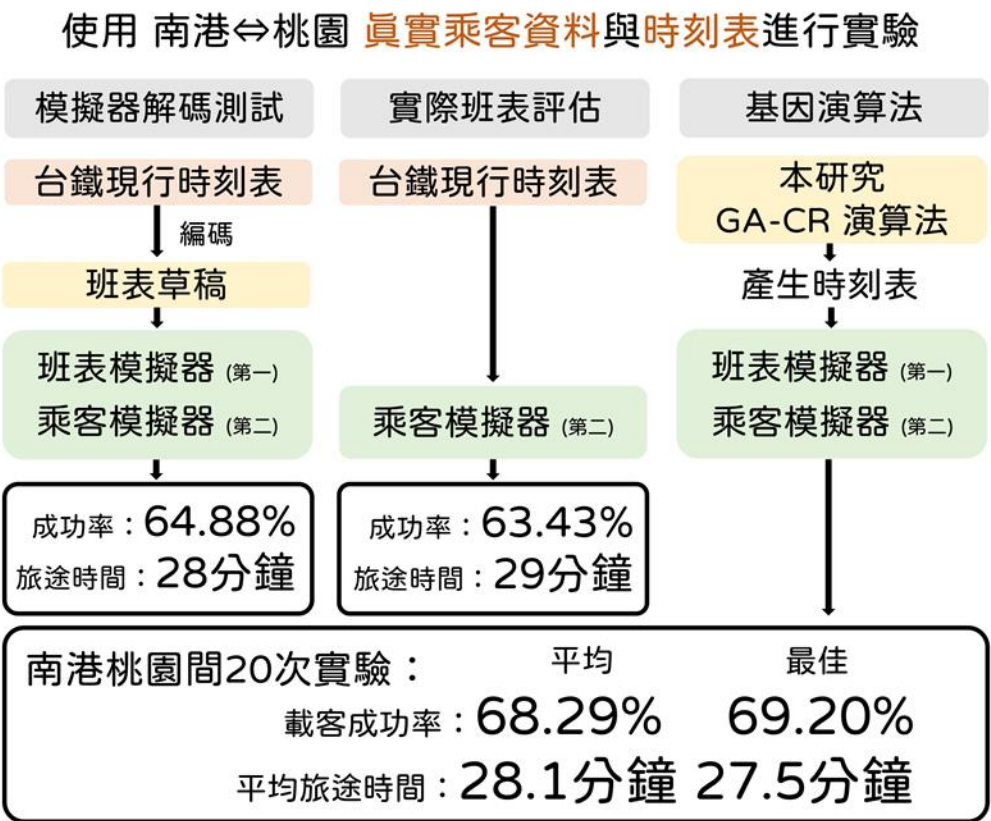 使用 南港⇔桃園 真實乘客資料與時刻表進行實驗
模擬器解碼測試
台鐵現行時刻表
編碼
班表草稿
班表模擬器 (第一)
乘客模擬器 (第二)
成功率：64.88%
旅途時間：28分鐘
實際班表評估
台鐵現行時刻表
乘客模擬器 (第二)
成功率：63.43%
旅途時間：29分鐘
基因演算法
本研究
GA-CR 演算法
產生時刻表
班表模擬器 (第一)
乘客模擬器 (第二)
南港桃園間20次實驗： 平均 最佳
載客成功率：68.29% 69.20%
平均旅途時間：28.1分鐘 27.5分鐘